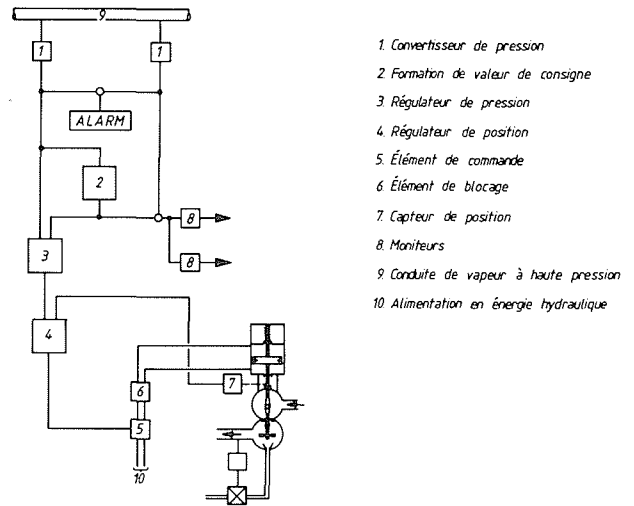 9
1
1
ALARM
2
8
3
8
4
7
6
5
10
1. Convertisseur de pression
2. Formation de valeur de consigne
3. Régulateur de pression
4. Régulateur de position
5. Élément de commande
6. Élément de blocage
7. Capteur de position
8. Moniteurs
9. Conduite de vapeur à haute pression
10. Alimentation en énergie hydraulique